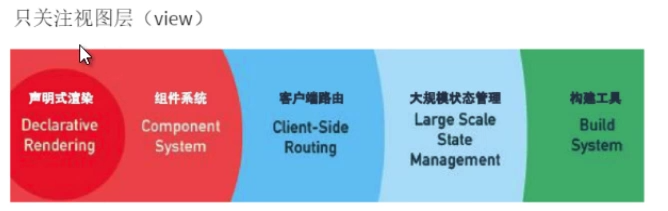 只关注视图层（view）
声明式渲染
Declarative
Rendering
组件系统
Component
System
客户端路由
Client-Side
Routing
大规模状态管理
Large Scale
State
Management
构建工具
Build
System